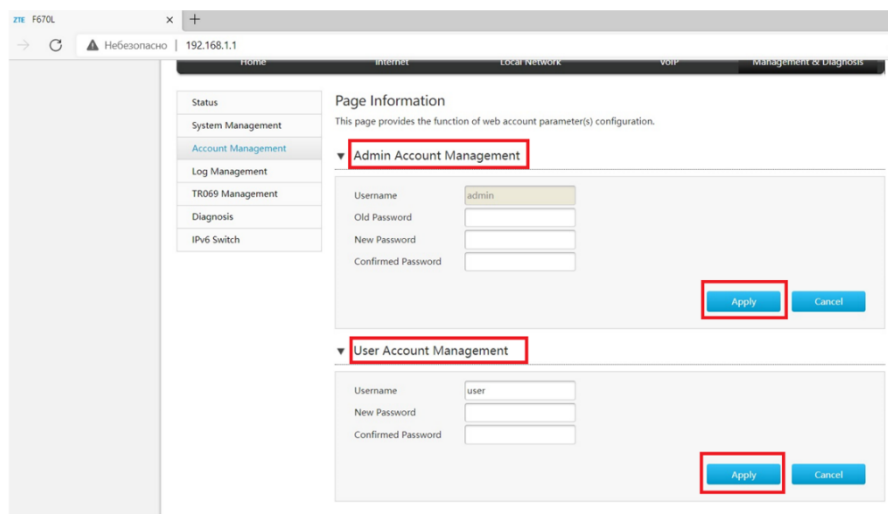 ZTE F670L
Небезопасно | 192.168.1.1
Home Internet Local Network VoIP Management & Diagnosis
Status
System Management
Account Management
Log Management
TR069 Management
Diagnosis
IPv6 Switch
Page Information
This page provides the function of web account parameter(s) configuration.
Admin Account Management
Username admin
Old Password
New Password
Confirmed Password
Apply Cancel
User Account Management
Username user
New Password
Confirmed Password
Apply Cancel